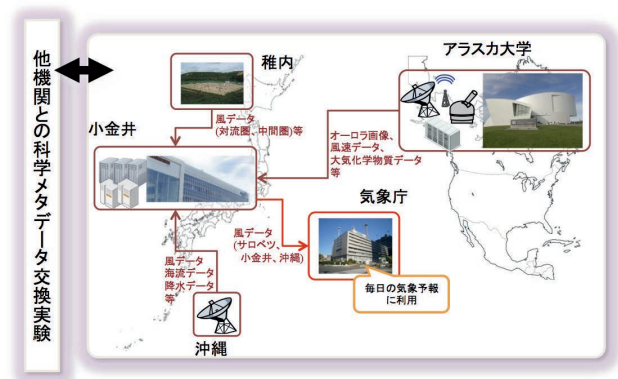 他機関との科学メタデータ交換実験
稚内
アラスカ大学
風データ
(対流圏、中間圏)等
小金井
オーロラ画像、
風速データ、
大気化学物質データ
等
気象庁
風データ
(サロベツ、
小金井、沖縄)
風データ
海流データ
降水データ
等
毎日の気象予報
に利用
沖縄